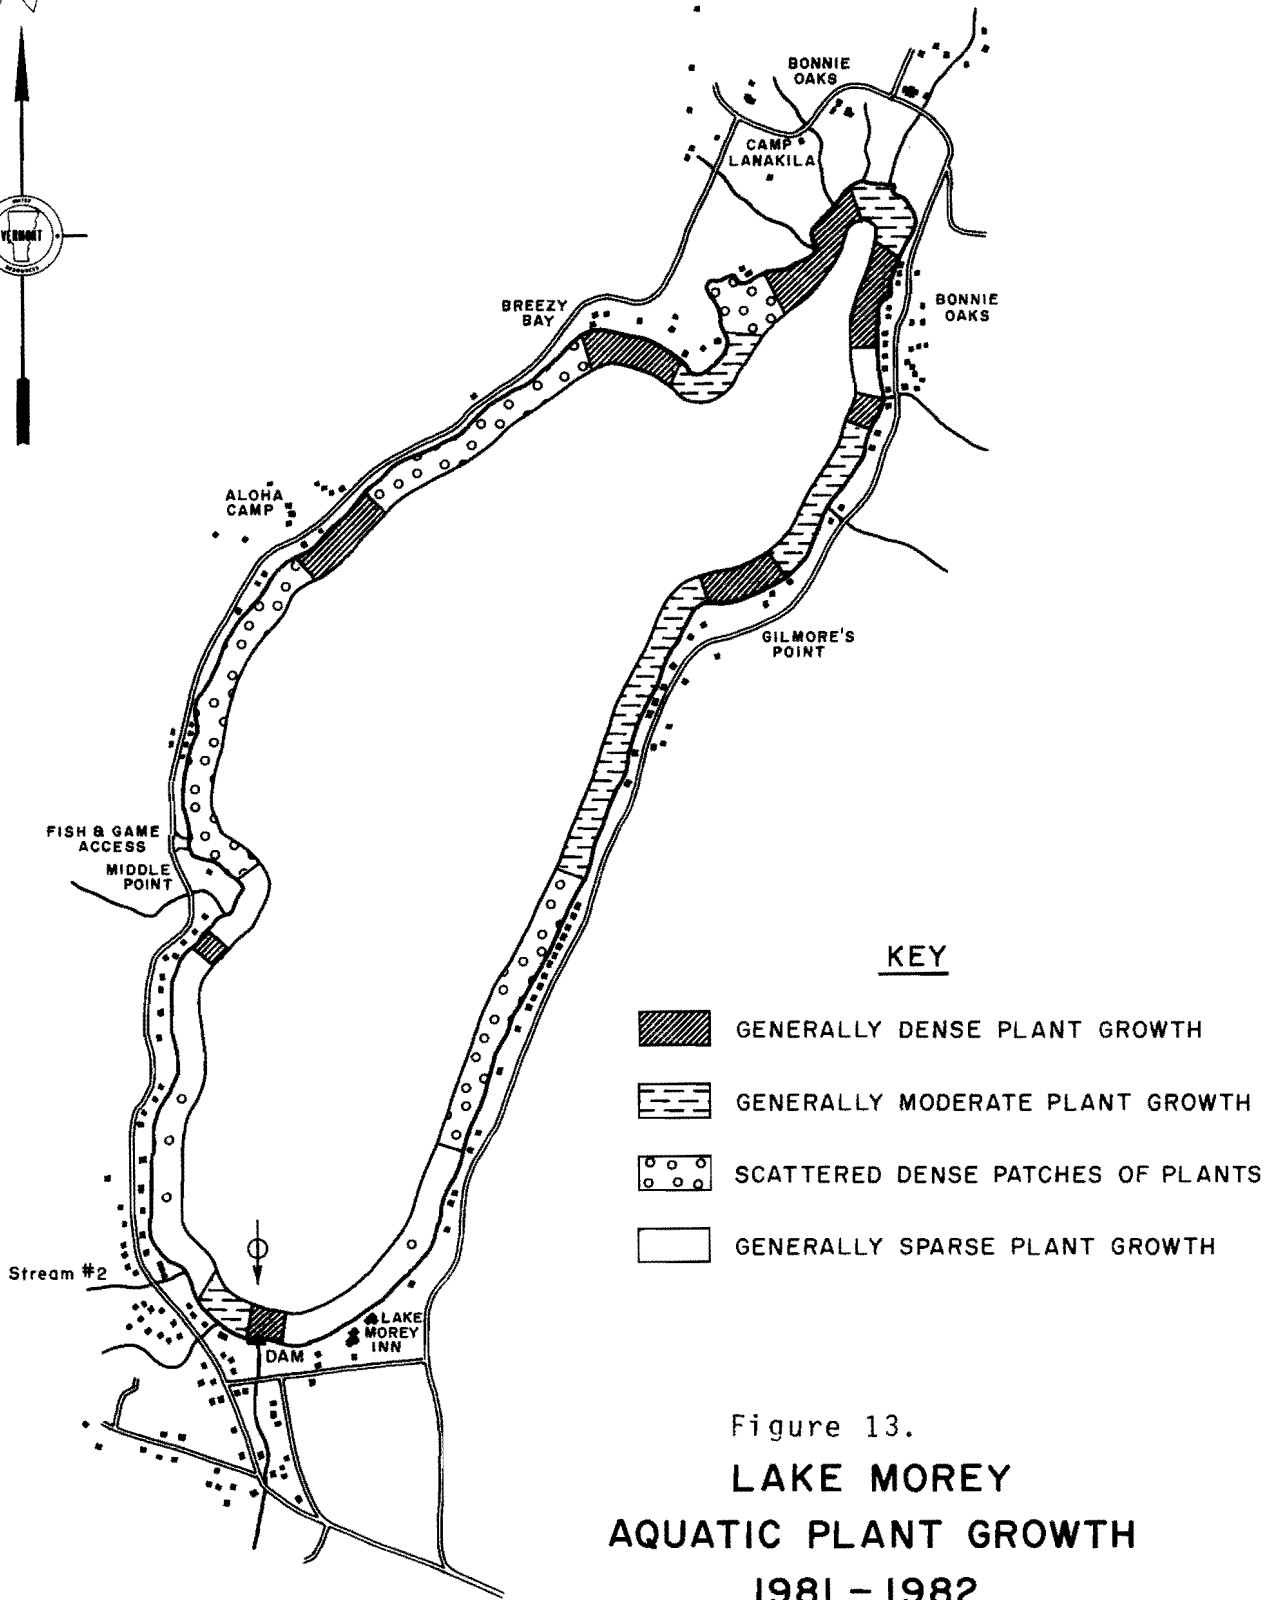 BONNIE
OAKS
CAMP
LANAKILA
VERMONT
BREEZY
BAY
BONNIE
OAKS
ALOHA
CAMP
GILMORE'S
POINT
FISH & GAME
ACCESS
MIDDLE
POINT
KEY
GENERALLY DENSE PLANT GROWTH
GENERALLY MODERATE PLANT GROWTH
SCATTERED DENSE PATCHES OF PLANTS
GENERALLY SPARSE PLANT GROWTH
Stream #2
LAKE
MOREY
INN
DAM
Figure 13.
LAKE MOREY
AQUATIC PLANT GROWTH
1981 – 1982